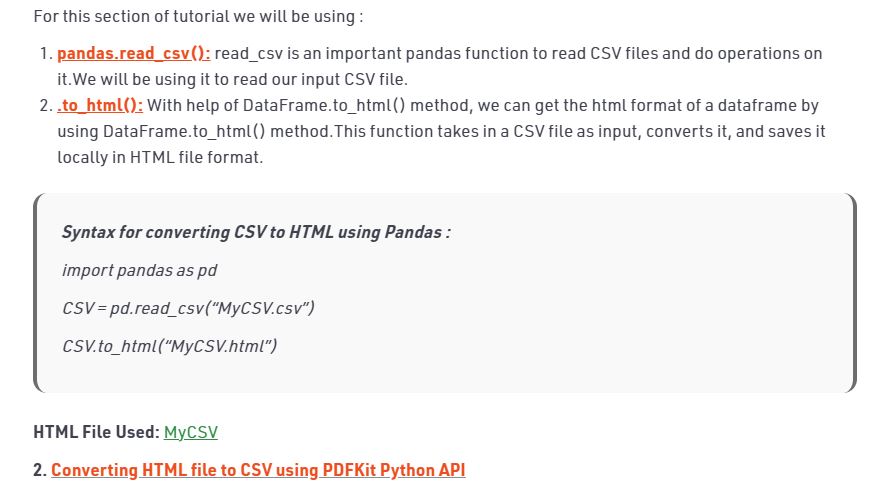 For this section of tutorial we will be using :
1. pandas.read_csv(): read_csv is an important pandas function to read CSV files and do operations on
it.We will be using it to read our input CSV file.
2. .to_html(): With help of DataFrame.to_html() method, we can get the html format of a dataframe by
using DataFrame.to_html() method.This function takes in a CSV file as input, converts it, and saves it
locally in HTML file format.
Syntax for converting CSV to HTML using Pandas :
import pandas as pd
CSV = pd.read_csv(“MyCSV.csv”)
CSV.to_html(“MyCSV.html”)
HTML File Used: MyCSV
2. Converting HTML file to CSV using PDFKit Python API